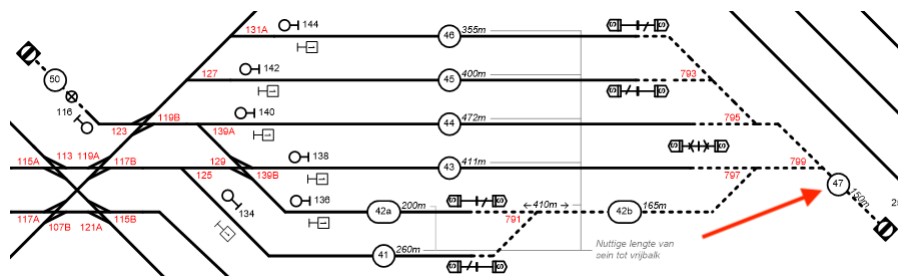 144
131A
46
355m
50
127
142
45
400m
793
116
119B
123
140
139A
44
472m
795
115A
113
119A
117B
129
139B
138
43
411m
799
797
47
150m
125
134
136
42a
200m
791
410m
42b
165m
117A
107B
121A
115B
41
260m
Nuttige lengte van
sein tot vrijbalk